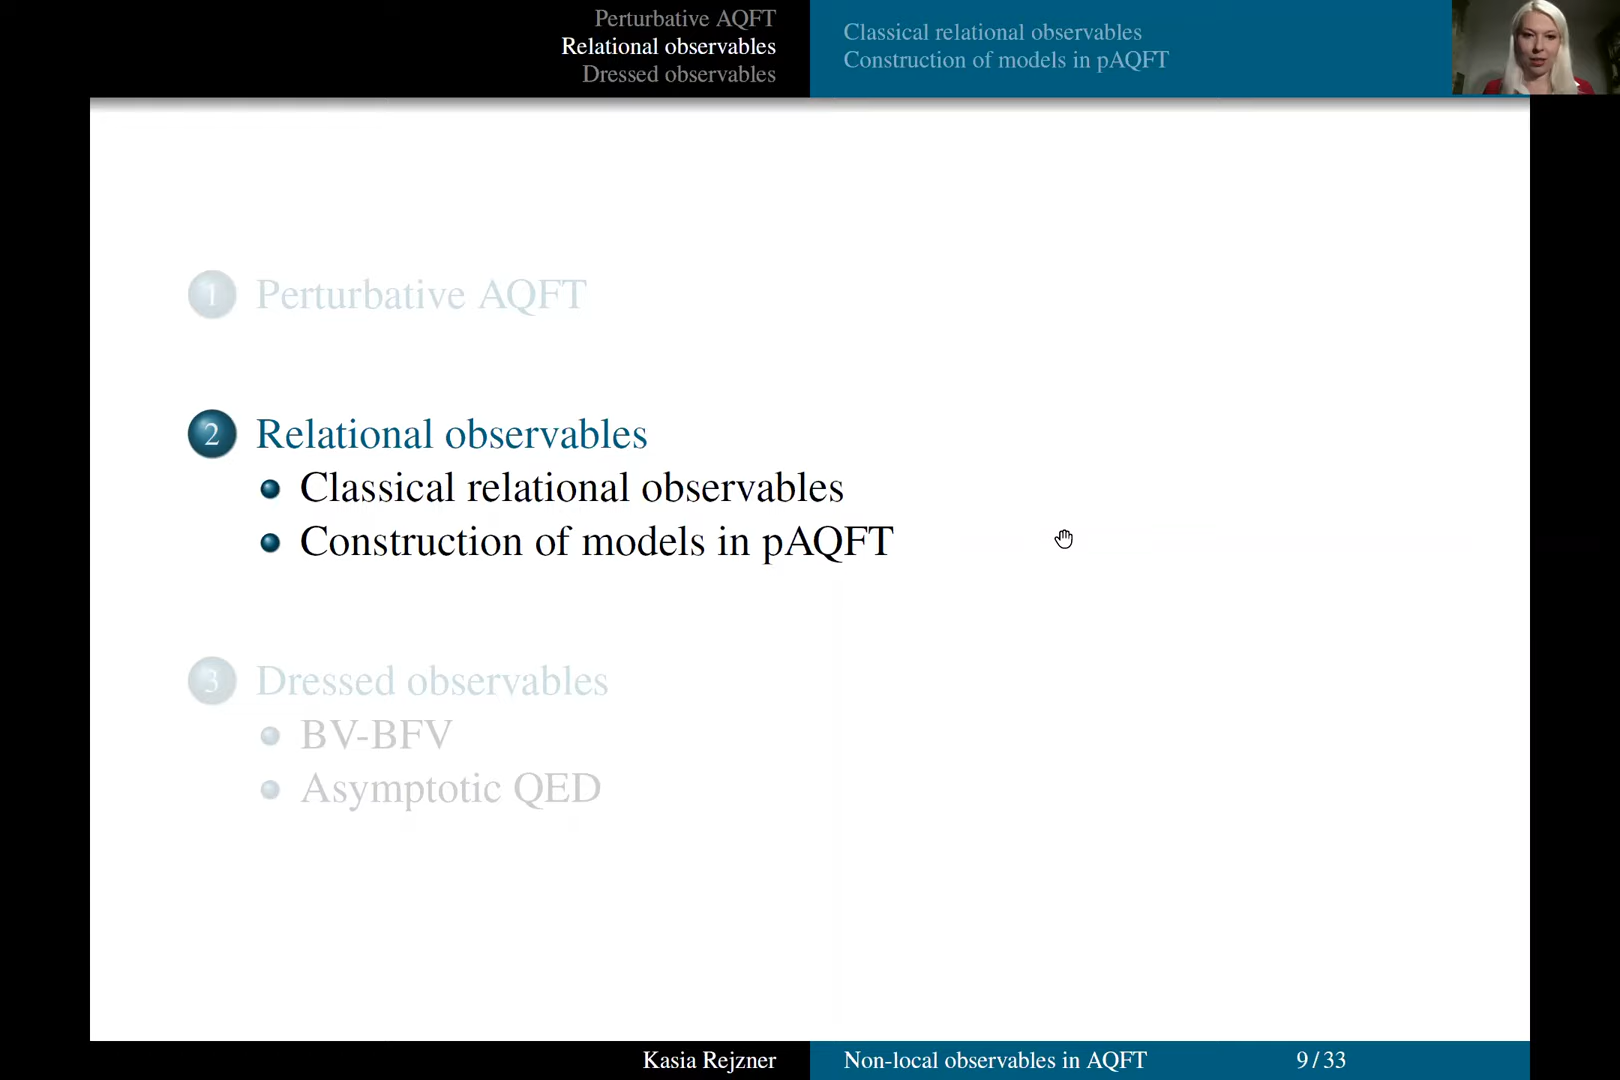 Perturbative AQFT
Relational observables
Dressed observables
Classical relational observables
Construction of models in pAQFT
1 Perturbative AQFT
2 Relational observables
Classical relational observables
Construction of models in pAQFT
3 Dressed observables
BV-BFV
Asymptotic QED
Kasia Rejzner
Non-local observables in AQFT
9 / 33